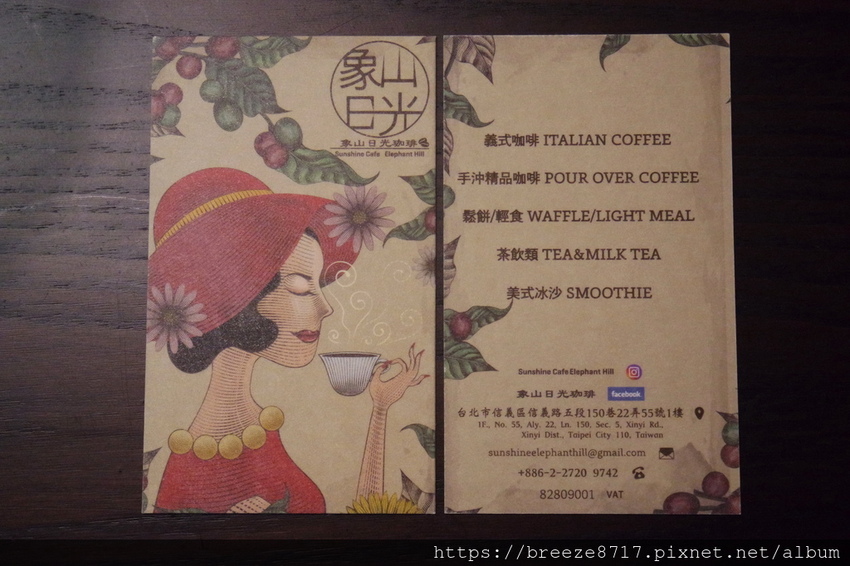 象山
日光
象山日光珈琲
Sunshine Cafe Elephant Hill
義式咖啡 ITALIAN COFFEE
手沖精品咖啡 POUR OVER COFFEE
鬆餅/輕食 WAFFLE/LIGHT MEAL
茶飲類 TEA&MILK TEA
美式冰沙 SMOOTHIE
Sunshine Cafe Elephant Hill
象山日光珈琲 facebook
台北市信義區信義路五段150巷22弄55號1樓
1F., No. 55, Aly. 22, Ln. 150, Sec. 5, Xinyi Rd.,
Xinyi Dist., Taipei City 110, Taiwan
sunshineelephanthill@gmail.com
+886-2-2720 9742
82809001 VAT
https://breeze8717.pixnet.net/album